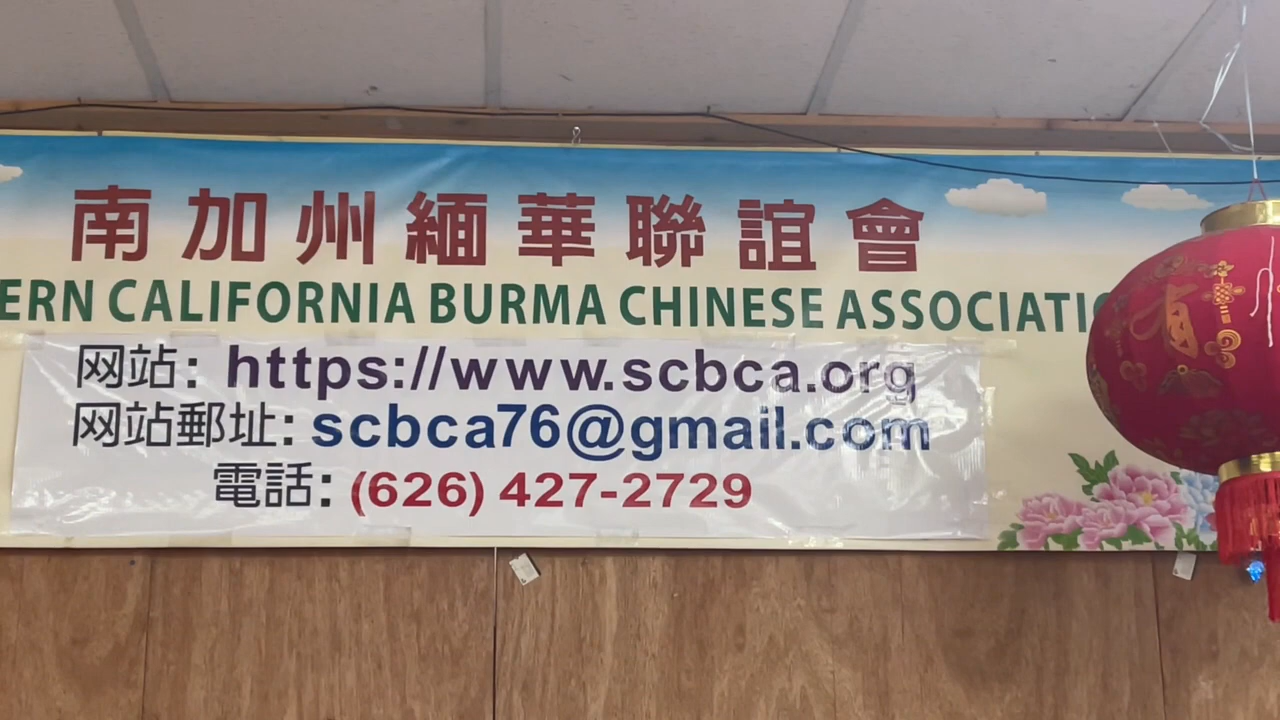 南加州緬華聯誼會
ERN CALIFORNIA BURMA CHINESE ASSOCIATIO
网站: https://www.scbca.org
网站郵址: scbca76@gmail.com
電話: (626) 427-2729